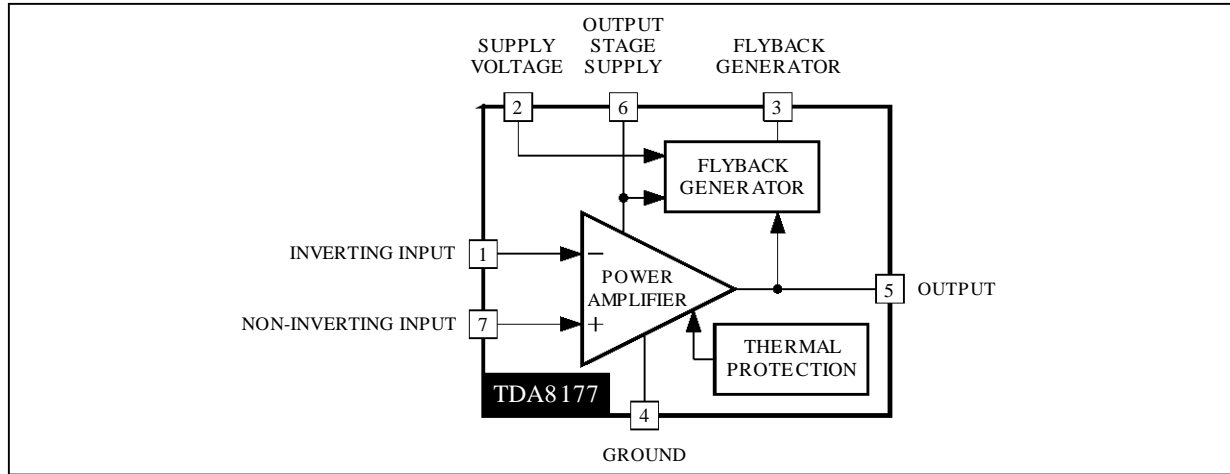 OUTPUT
STAGE
SUPPLY
SUPPLY
VOLTAGE
FLYBACK
GENERATOR
2
6
3
FLYBACK
GENERATOR
INVERTING INPUT
1
−
POWER
AMPLIFIER
5
OUTPUT
NON-INVERTING INPUT
7
+
THERMAL
PROTECTION
TDA8177
4
GROUND